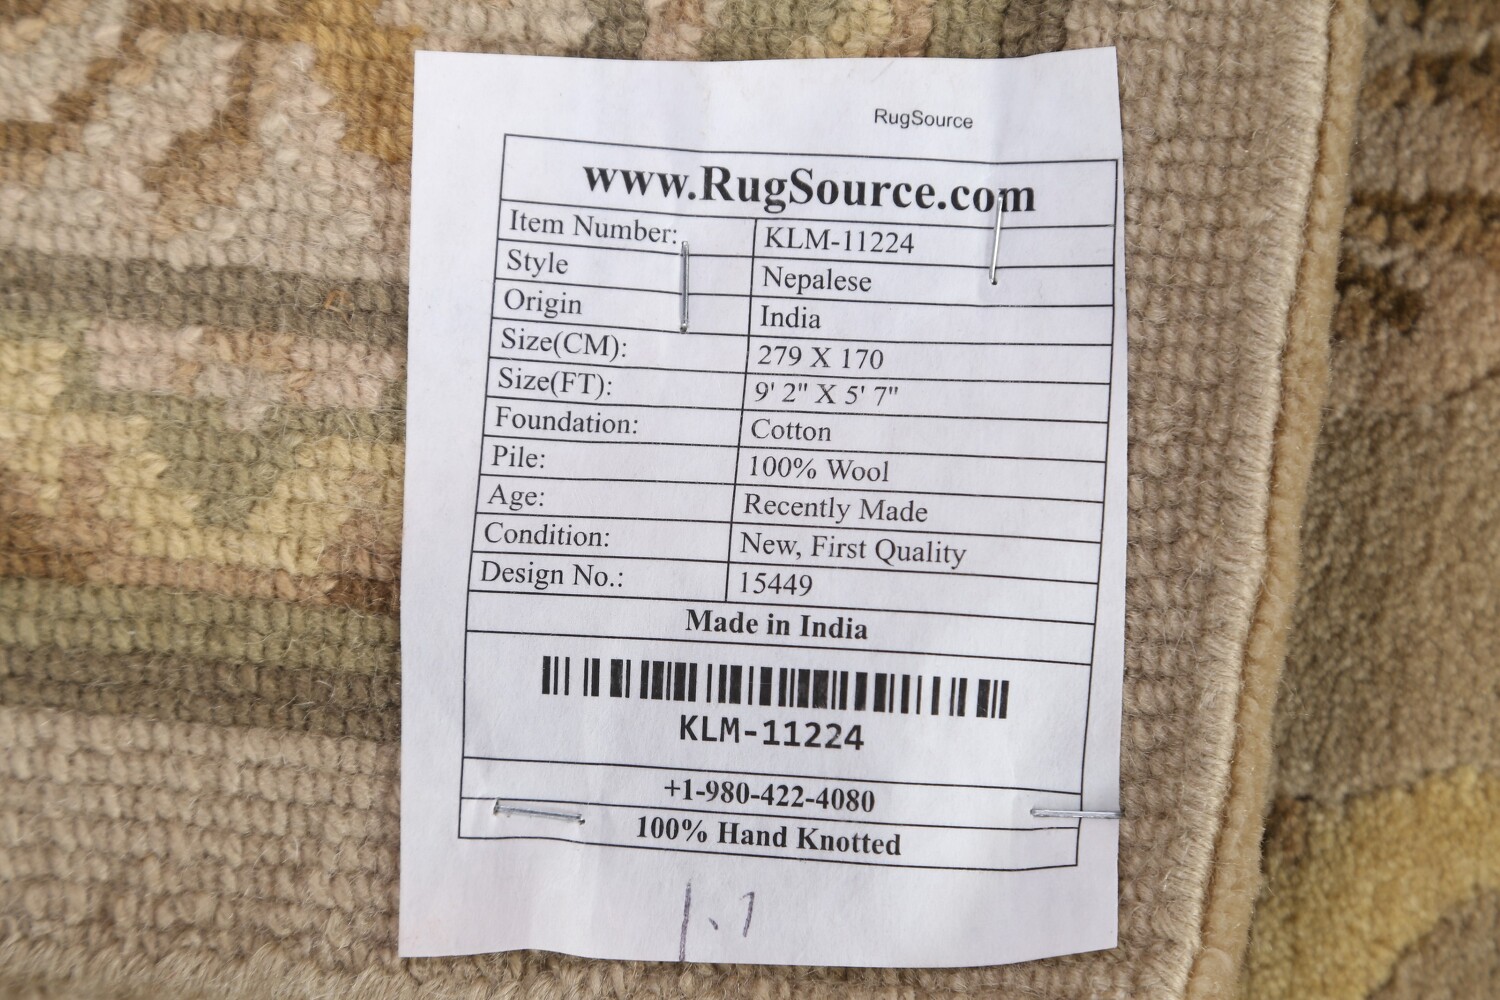 RugSource
www.RugSource.com
Item Number: KLM-11224
Style Nepalese
Origin India
Size(CM): 279 X 170
Size(FT): 9' 2" X 5' 7"
Foundation: Cotton
Pile: 100% Wool
Age: Recently Made
Condition: New, First Quality
Design No.: 15449
Made in India
KLM-11224
+1-980-422-4080
100% Hand Knotted
1.1